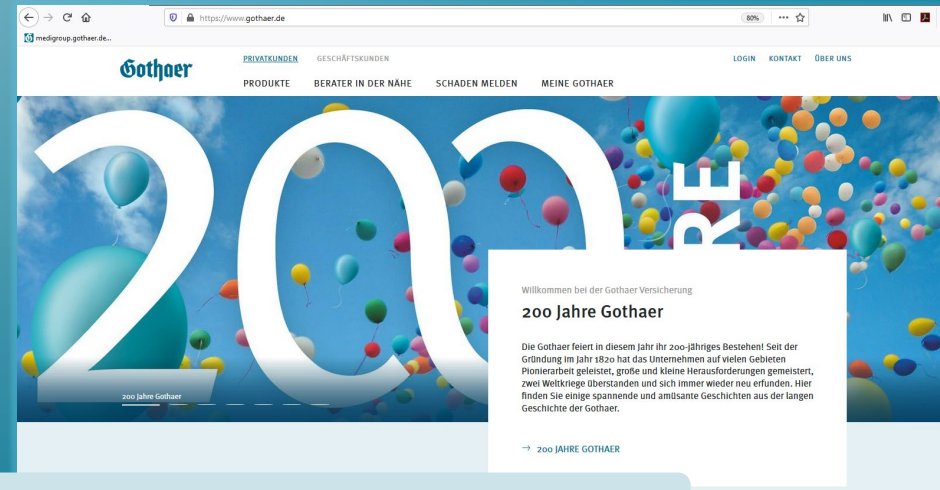 https://www.gothaer.de
80%
medigroup.gothaer.de...
Gothaer
PRIVATKUNDEN GESCHÄFTSKUNDEN
LOGIN KONTAKT ÜBER UNS
PRODUKTE BERATER IN DER NÄHE SCHADEN MELDEN MEINE GOTHAER
200
RE
Willkommen bei der Gothaer Versicherung
200 Jahre Gothaer
Die Gothaer feiert in diesem Jahr ihr 200-jähriges Bestehen! Seit der
Gründung im Jahr 1820 hat das Unternehmen auf vielen Gebieten
Pionierarbeit geleistet, große und kleine Herausforderungen gemeistert,
zwei Weltkriege überstanden und sich immer wieder neu erfunden. Hier
finden Sie einige spannende und amüsante Geschichten aus der langen
Geschichte der Gothaer.
→ 200 JAHRE GOTHAER
200 Jahre Gothaer